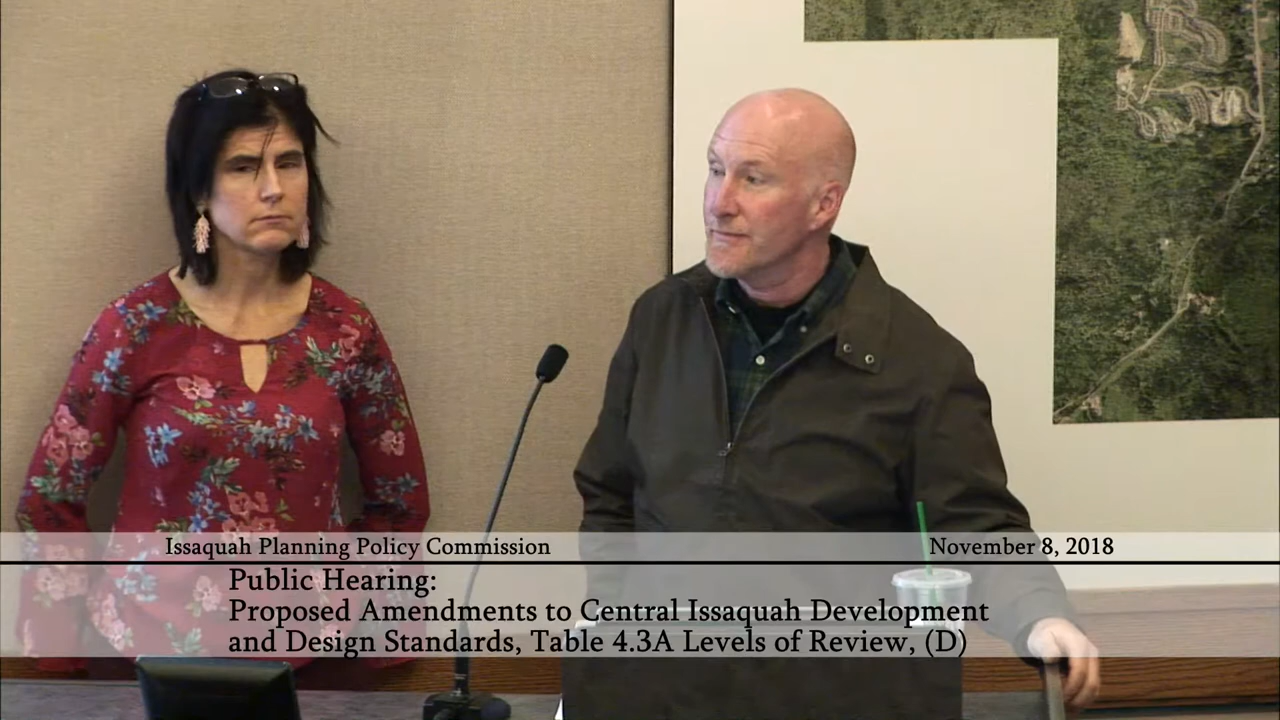 Issaquah Planning Policy Commission November 8, 2018
Public Hearing:
Proposed Amendments to Central Issaquah Development
and Design Standards, Table 4.3A Levels of Review, (D)